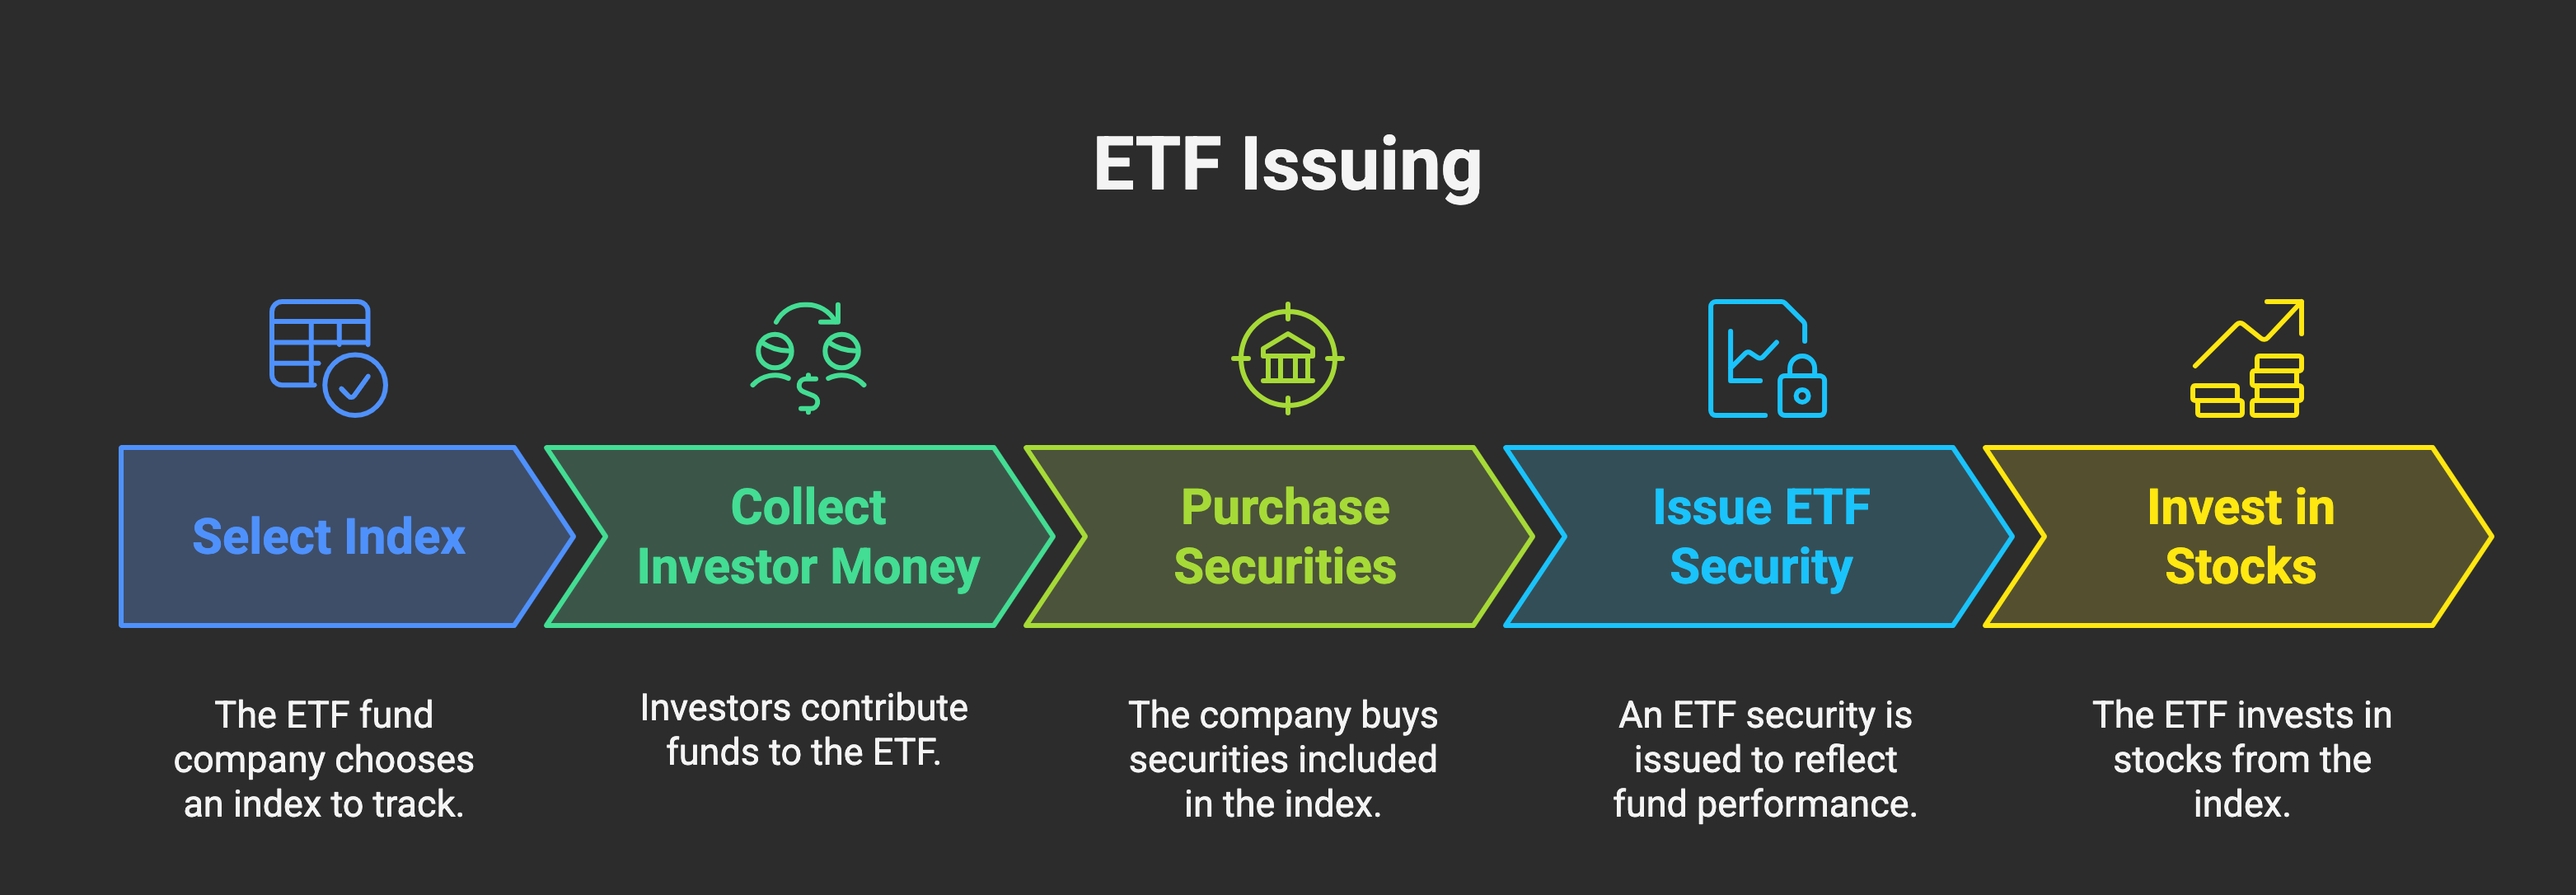 ETF Issuing
Select Index
Collect
Investor Money
Purchase
Securities
Issue ETF
Security
Invest in
Stocks
The ETF fund
company chooses
an index to track.
Investors contribute
funds to the ETF.
The company buys
securities included
in the index.
An ETF security is
issued to reflect
fund performance.
The ETF invests in
stocks from the
index.